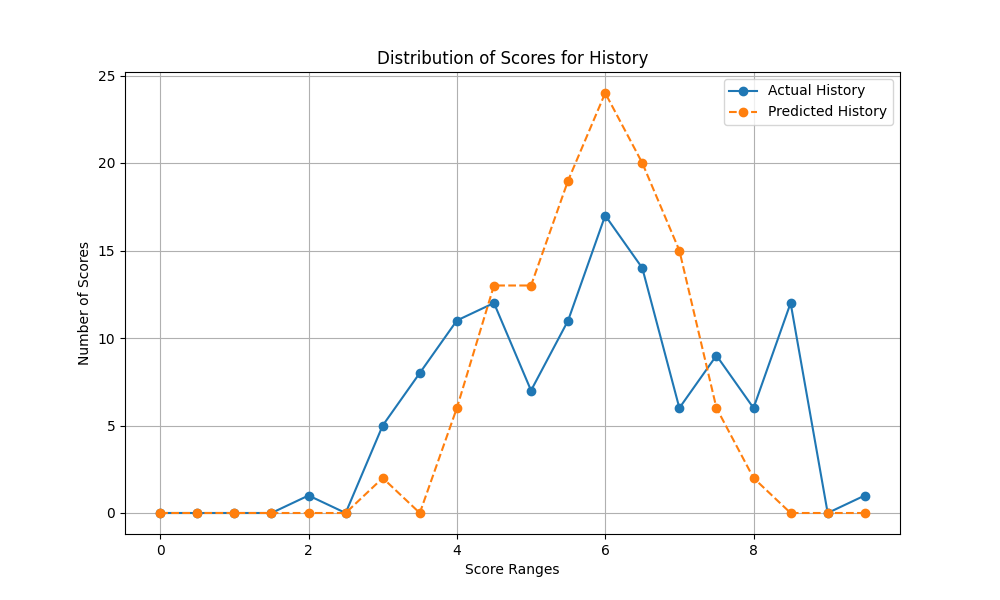 Distribution of Scores for History
Actual History
Predicted History
25
20
15
10
5
0
Number of Scores
0 2 4 6 8
Score Ranges